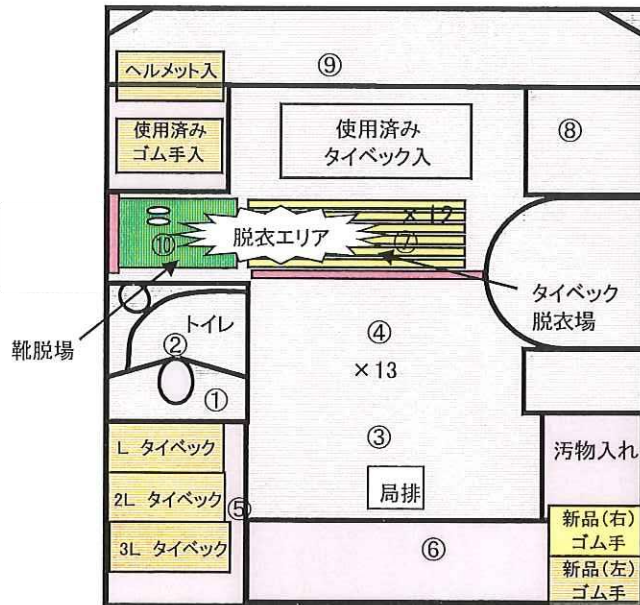 ⑨
ヘルメット入
使用済み
ゴム手入
使用済み
タイベック入
⑧
⑩
脱衣エリア
⑦
×12
タイベック
脱衣場
靴脱場
トイレ
②
①
④
×13
③
局排
L タイベック
2L タイベック
3L タイベック
⑤
⑥
汚物入れ
新品(右)
ゴム手
新品(左)
ゴム手